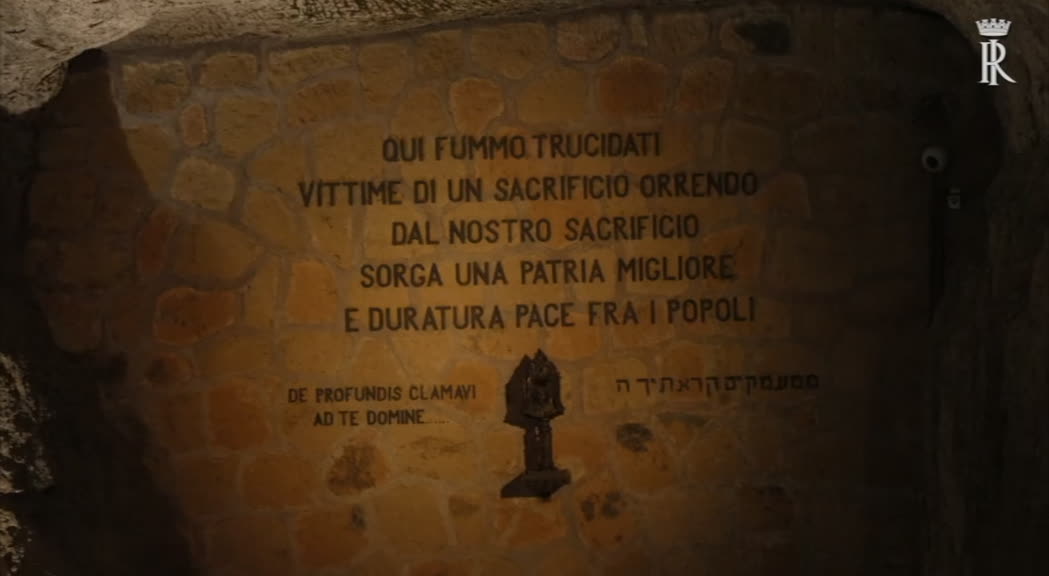 QUI FUMMO TRUCIDATI
VITTIME DI UN SACRIFICIO ORRENDO
DAL NOSTRO SACRIFICIO
SORGA UNA PATRIA MIGLIORE
E DURATURA PACE FRA I POPOLI
DE PROFUNDIS CLAMAVI
AD TE DOMINE......
ממעמקים קראתיך ה